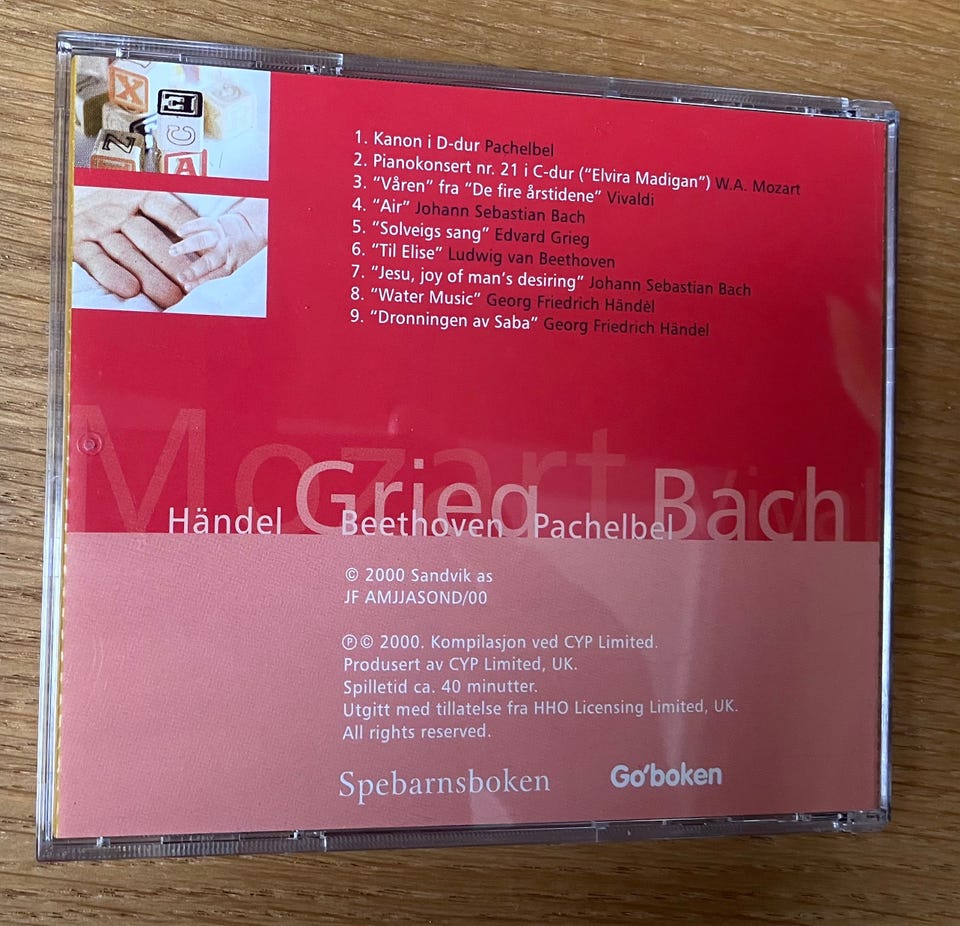 1. Kanon i D-dur Pachelbel
2. Pianokonsert nr. 21 i C-dur (“Elvira Madigan”) W.A. Mozart
3. “Våren” fra “De fire årstidene” Vivaldi
4. “Air” Johann Sebastian Bach
5. “Solveigs sang” Edvard Grieg
6. “Til Elise” Ludwig van Beethoven
7. “Jesu, joy of man’s desiring” Johann Sebastian Bach
8. “Water Music” Georg Friedrich Händel
9. “Dronningen av Saba” Georg Friedrich Händel
Mozart
Grieg Bach
Händel Beethoven Pachelbel
© 2000 Sandvik as
JF AMJJASOND/00
℗© 2000. Kompilasjon ved CYP Limited.
Produsert av CYP Limited, UK.
Spilletid ca. 40 minutter.
Utgitt med tillatelse fra HHO Licensing Limited, UK.
All rights reserved.
Spebarnsboken Go'boken